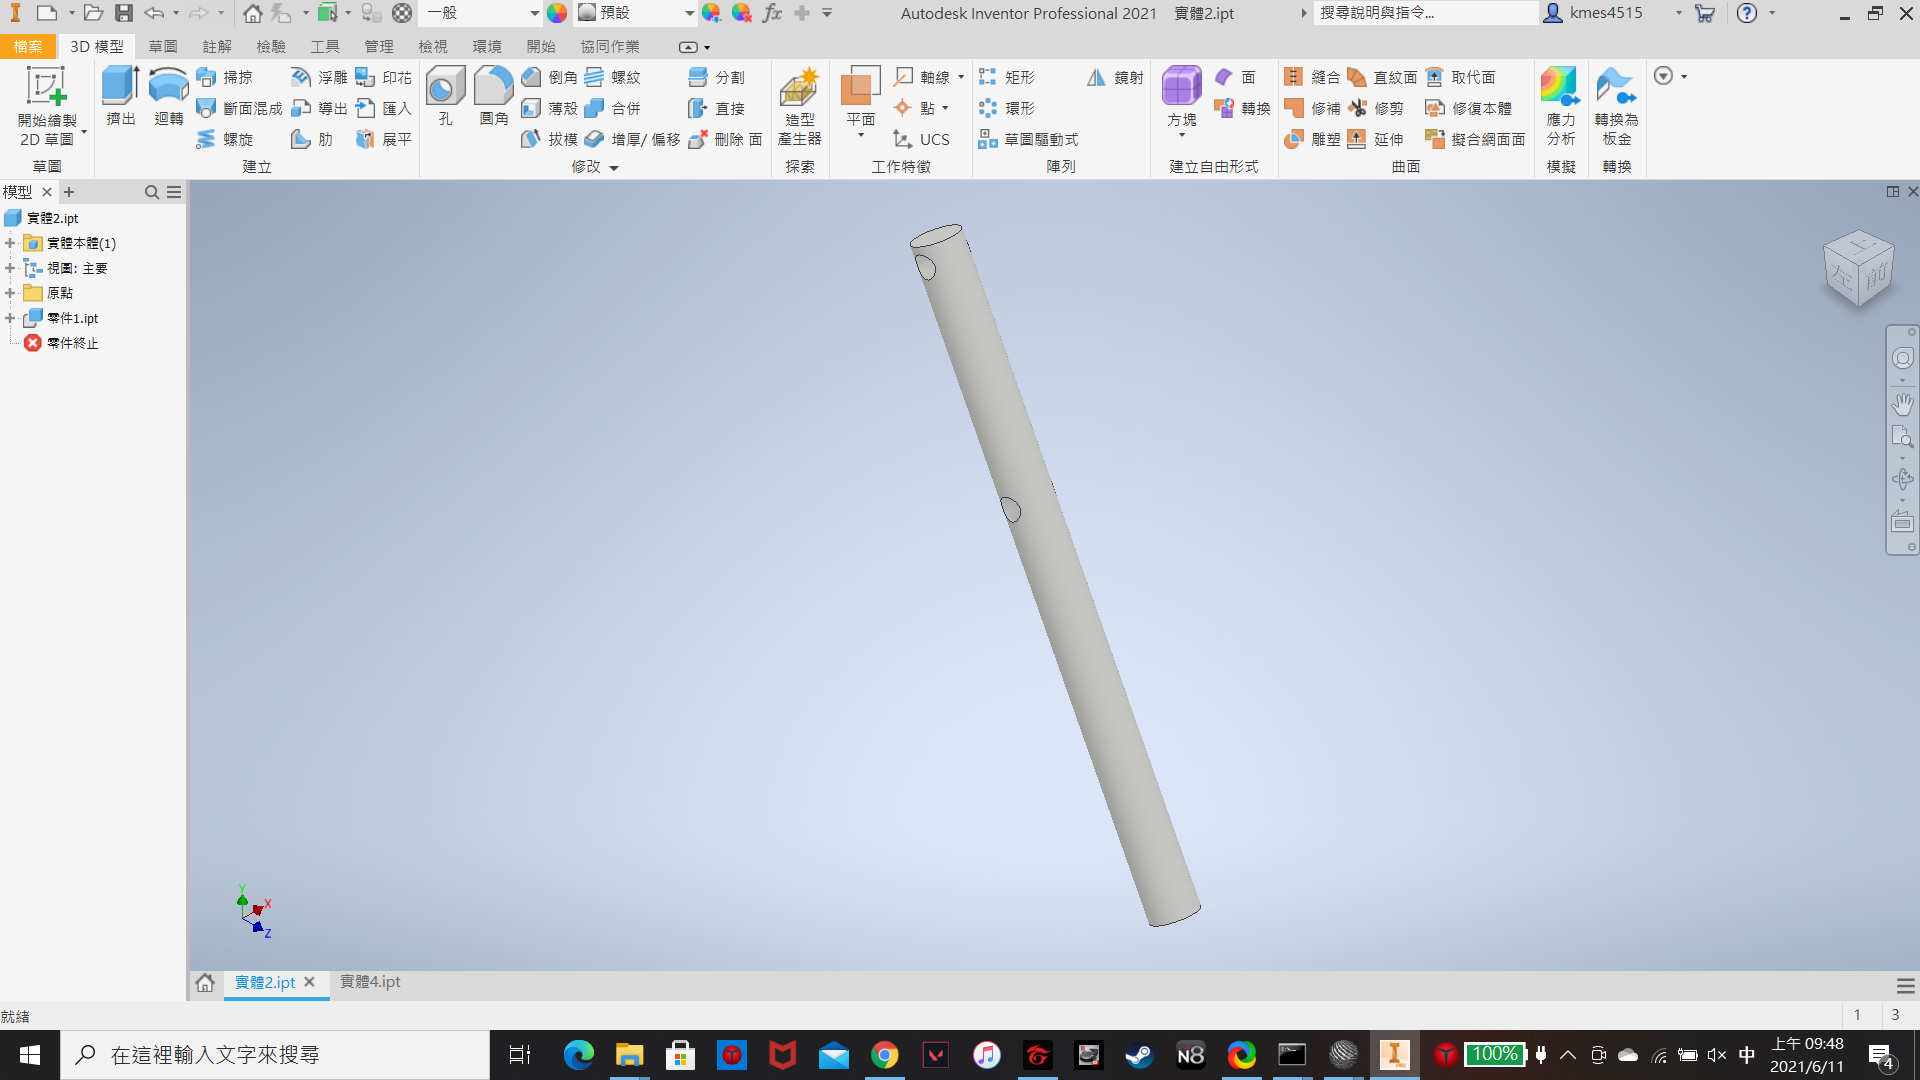 一般
預設
Autodesk Inventor Professional 2021 實體2.ipt
搜尋說明與指令...
kmes4515
檔案 3D 模型 草圖 註解 檢驗 工具 管理 檢視 環境 開始 協同作業
開始繪製
2D 草圖
草圖
擠出
迴轉
掃掠
斷面混成
螺旋
浮雕
導出
肋
印花
匯入
展平
建立
孔
圓角
倒角
薄殼
拔模
螺紋
合併
增厚/ 偏移
分割
直接
刪除 面
修改
造型
產生器
探索
平面
軸線
點
UCS
工作特徵
矩形
環形
草圖驅動式
鏡射
陣列
方塊
面
轉換
建立自由形式
縫合
修補
雕塑
直紋面
修剪
延伸
取代面
修復本體
擬合網面面
曲面
應力
分析
模擬
轉換為
板金
轉換
模型
實體2.ipt
實體本體(1)
視圖: 主要
原點
零件1.ipt
零件終止
上
左
前
Y
X
Z
實體2.ipt
實體4.ipt
就緒
1
3
在這裡輸入文字來搜尋
N8
100%
中
上午 09:48
2021/6/11
4